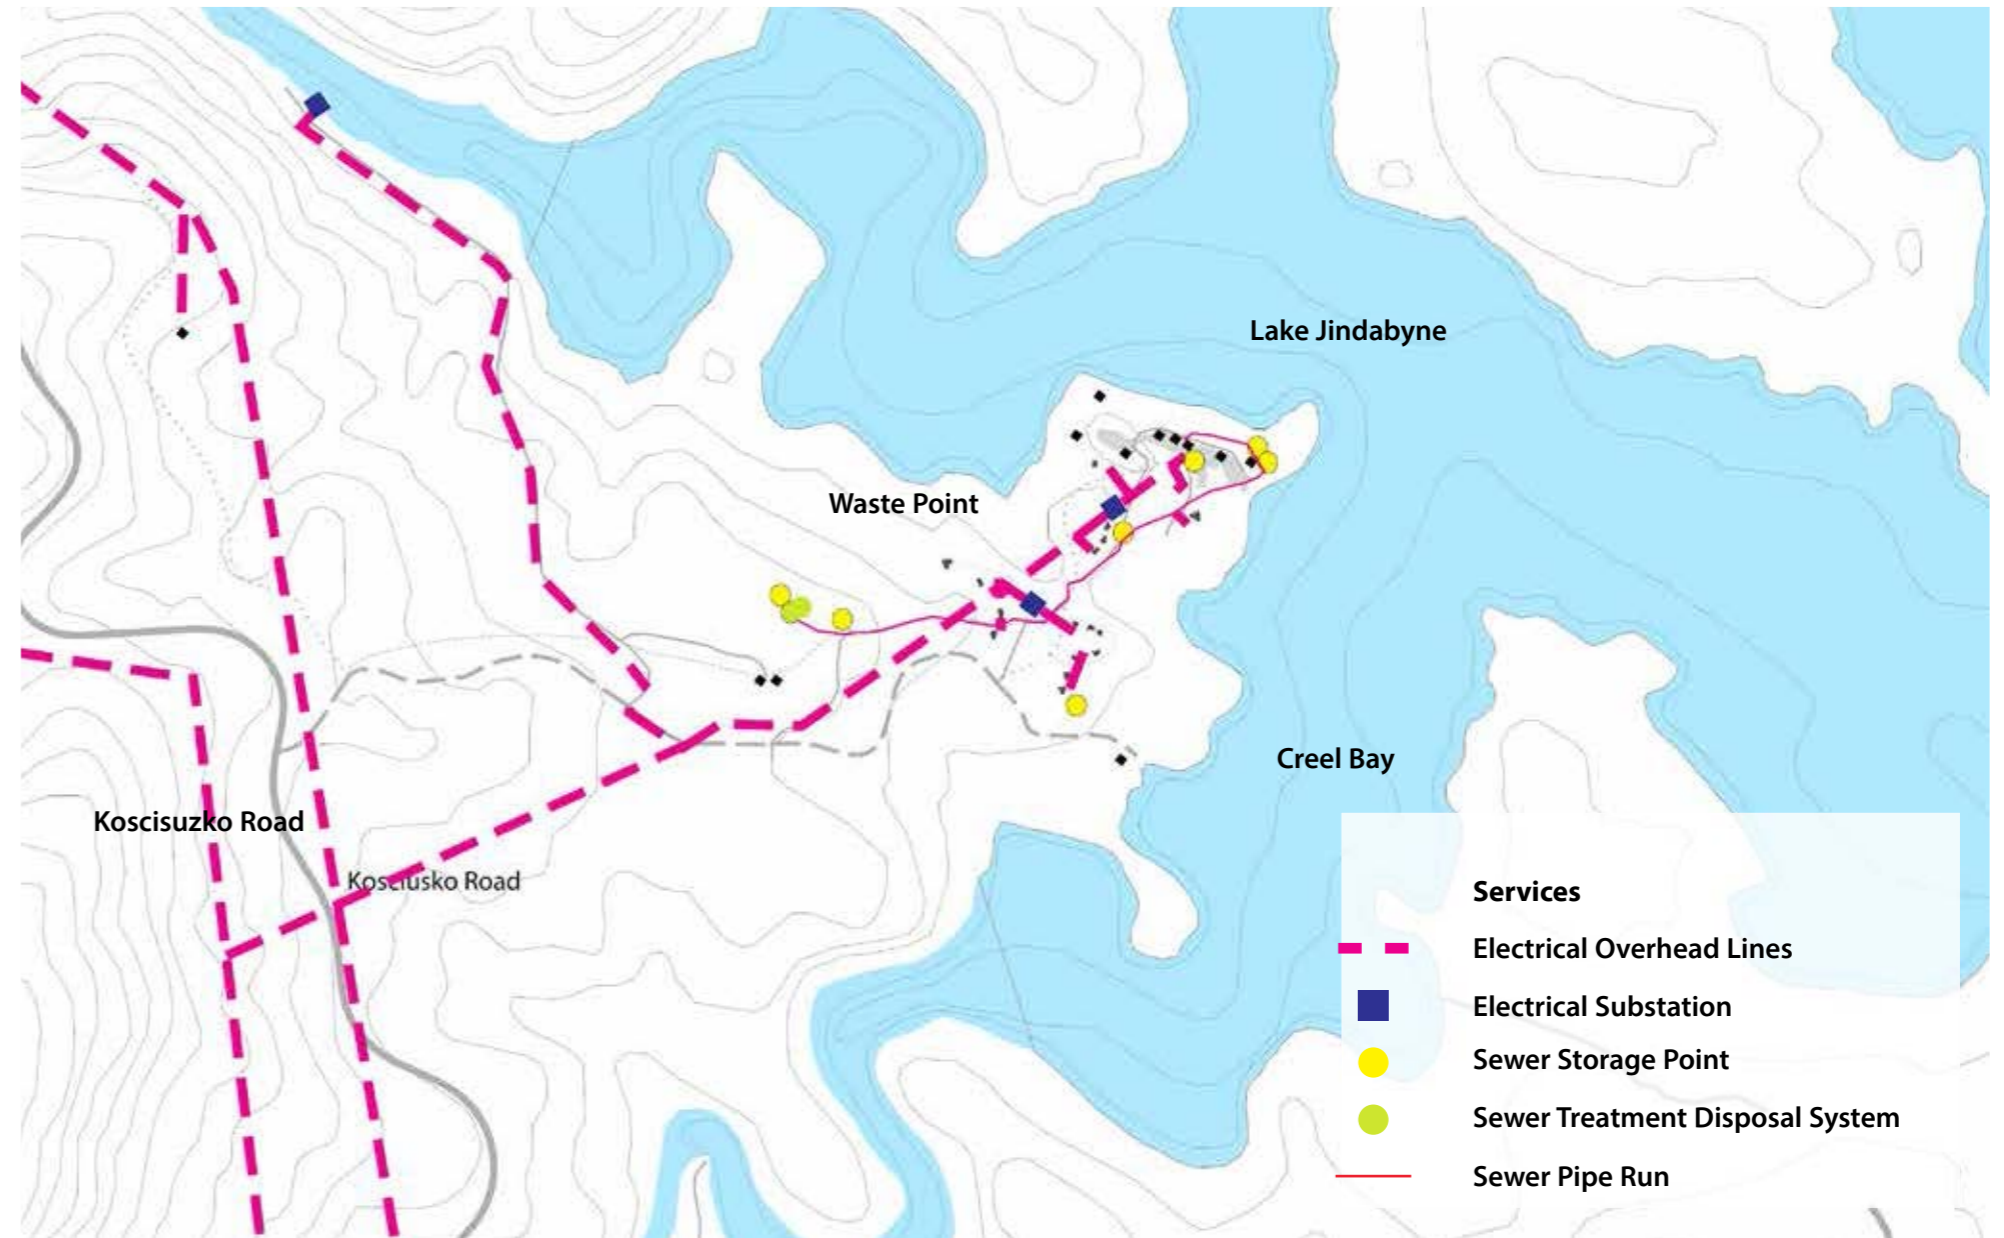 Lake Jindabyne
Waste Point
Creel Bay
Koscisuzko Road
Kosciusko Road
Services
Electrical Overhead Lines
Electrical Substation
Sewer Storage Point
Sewer Treatment Disposal System
Sewer Pipe Run